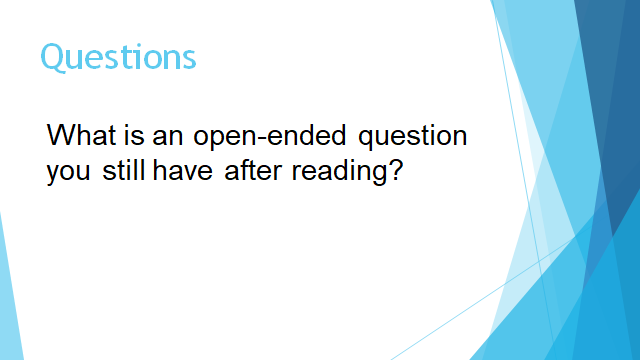 Questions
What is an open-ended question
you still have after reading?